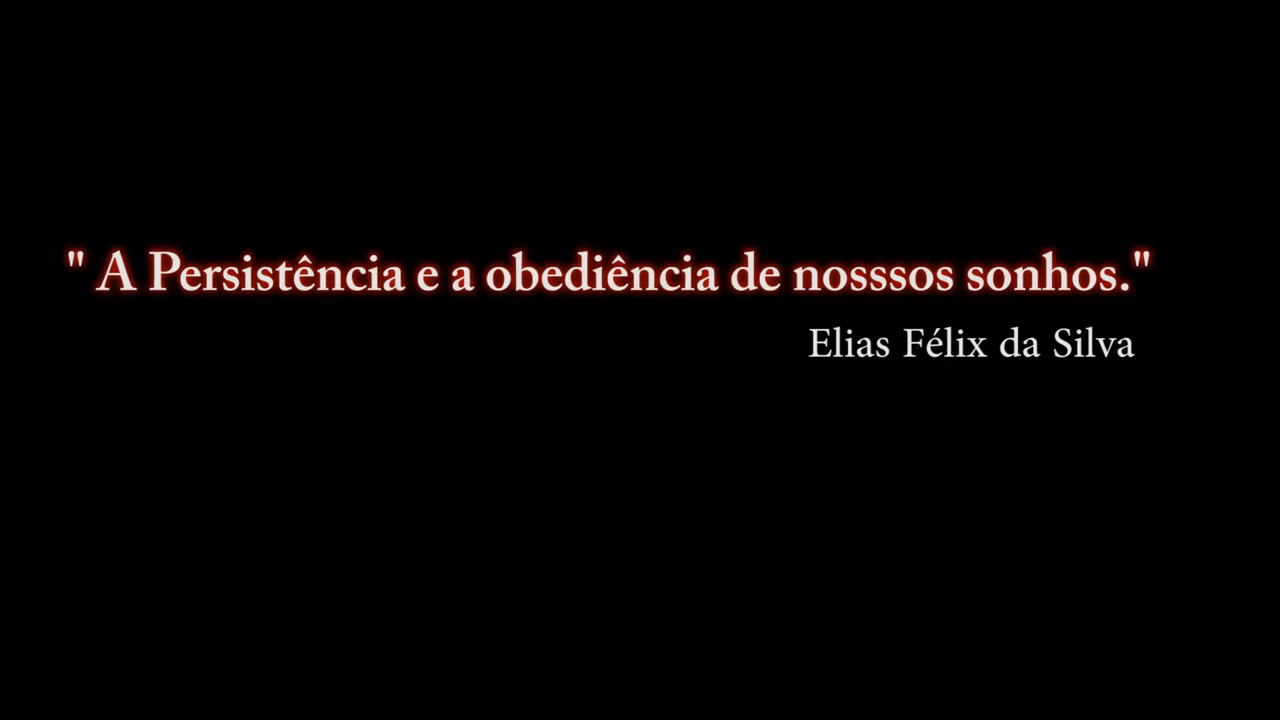 " A Persistência e a obediência de nosssos sonhos."
Elias Félix da Silva